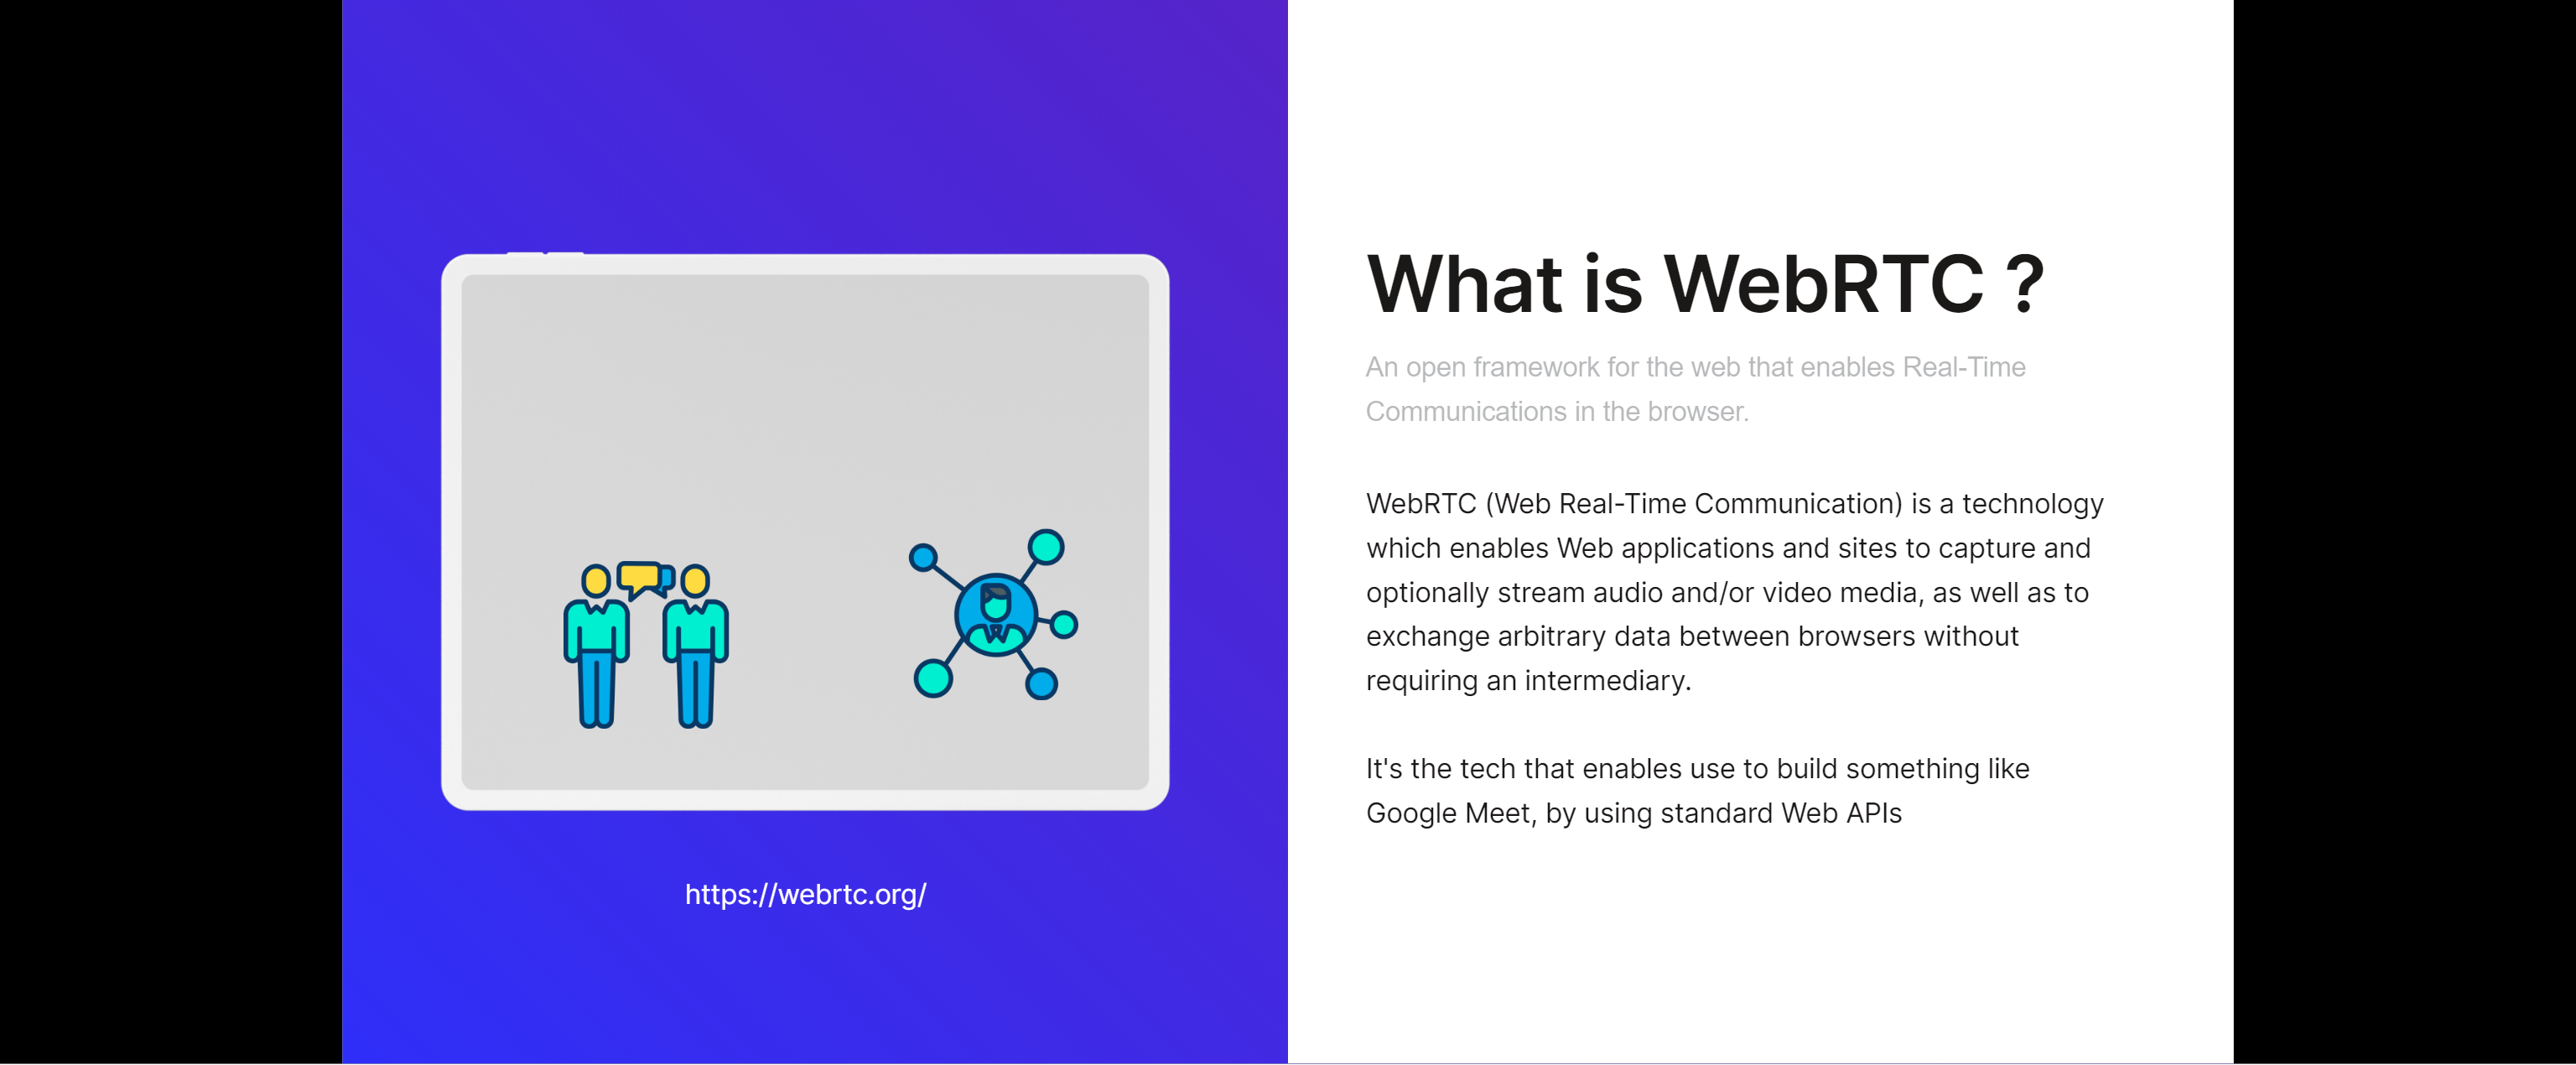 What is WebRTC ?
An open framework for the web that enables Real-Time
Communications in the browser.
WebRTC (Web Real-Time Communication) is a technology
which enables Web applications and sites to capture and
optionally stream audio and/or video media, as well as to
exchange arbitrary data between browsers without
requiring an intermediary.
It's the tech that enables use to build something like
Google Meet, by using standard Web APIs
https://webrtc.org/